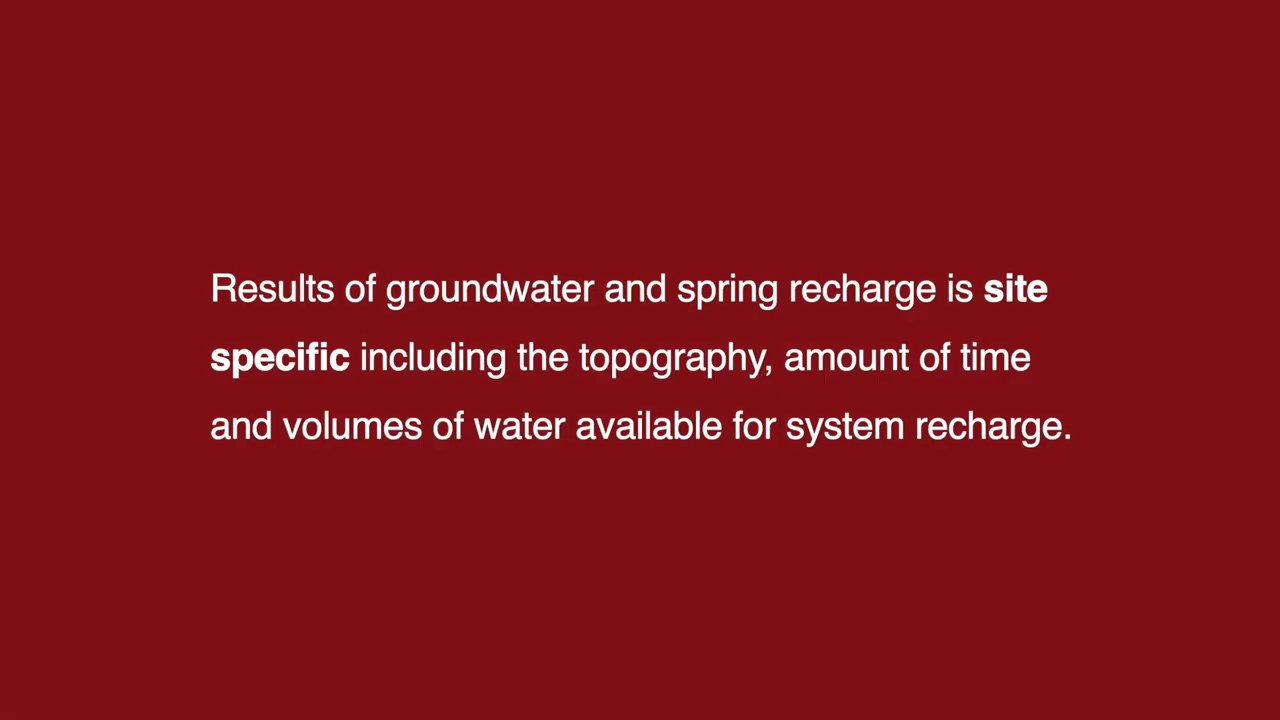 Results of groundwater and spring recharge is site
specific including the topography, amount of time
and volumes of water available for system recharge.